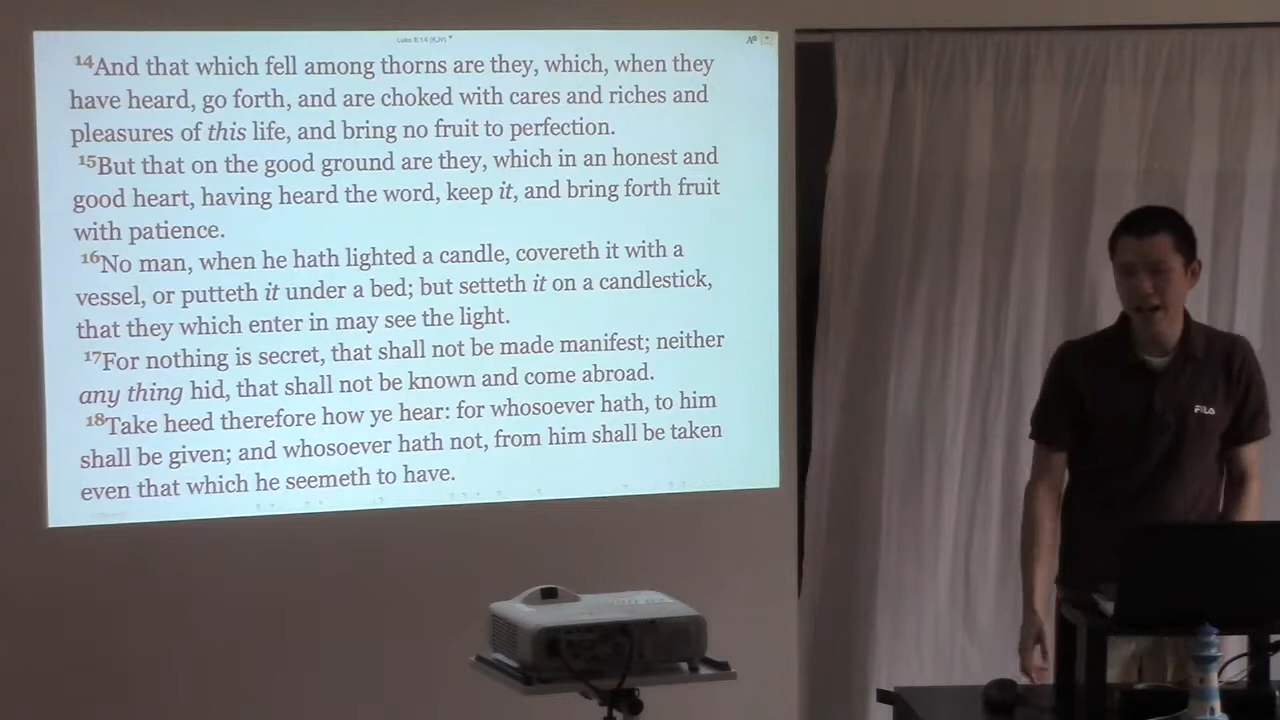 Luke 8:14 (KJV)
14And that which fell among thorns are they, which, when they
have heard, go forth, and are choked with cares and riches and
pleasures of this life, and bring no fruit to perfection.
15But that on the good ground are they, which in an honest and
good heart, having heard the word, keep it, and bring forth fruit
with patience.
16No man, when he hath lighted a candle, covereth it with a
vessel, or putteth it under a bed; but setteth it on a candlestick,
that they which enter in may see the light.
17For nothing is secret, that shall not be made manifest; neither
any thing hid, that shall not be known and come abroad.
18Take heed therefore how ye hear: for whosoever hath, to him
shall be given; and whosoever hath not, from him shall be taken
even that which he seemeth to have.
FILA